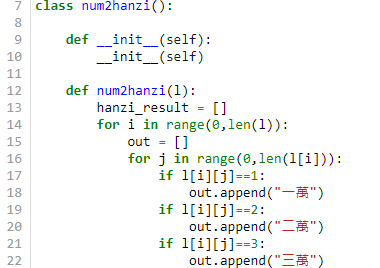 7 class num2hanzi():
8
9     def __init__(self):
10         __init__(self)
11
12     def num2hanzi(l):
13         hanzi_result = []
14         for i in range(0,len(l)):
15             out = []
16             for j in range(0,len(l[i])):
17                 if l[i][j]==1:
18                     out.append("一萬")
19                 if l[i][j]==2:
20                     out.append("二萬")
21                 if l[i][j]==3:
22                     out.append("三萬")